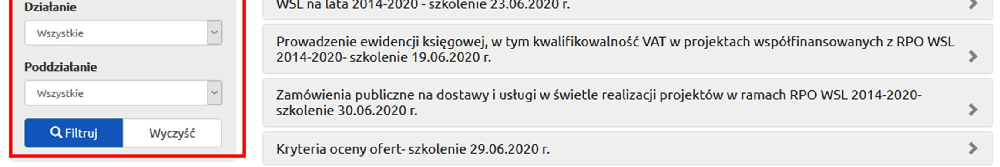 Działanie
Wszystkie
Poddziałanie
Wszystkie
Filtruj
Wyczyść
WSL na lata 2014-2020 - szkolenie 23.06.2020 r.
Prowadzenie ewidencji księgowej, w tym kwalifikowalność VAT w projektach współfinansowanych z RPO WSL
2014-2020- szkolenie 19.06.2020 r.
Zamówienia publiczne na dostawy i usługi w świetle realizacji projektów w ramach RPO WSL 2014-2020-
szkolenie 30.06.2020 r.
Kryteria oceny ofert- szkolenie 29.06.2020 r.